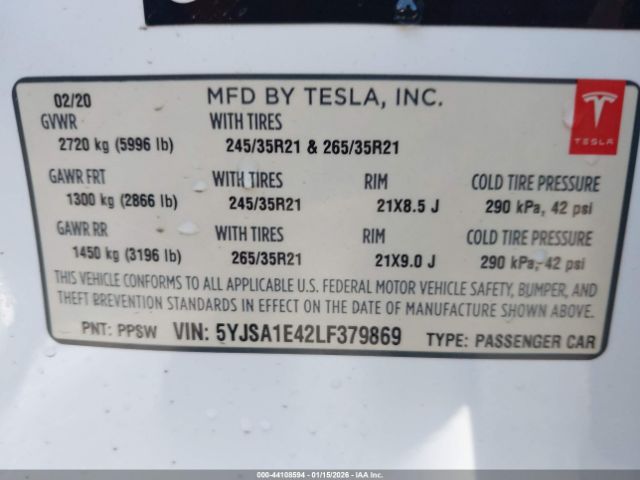 02/20 MFD BY TESLA, INC.
GVWR WITH TIRES
2720 kg (5996 lb) 245/35R21 & 265/35R21
TESLA
GAWR FRT WITH TIRES RIM COLD TIRE PRESSURE
1300 kg (2866 lb) 245/35R21 21X8.5 J 290 kPa, 42 psi
GAWR RR WITH TIRES RIM COLD TIRE PRESSURE
1450 kg (3196 lb) 265/35R21 21X9.0 J 290 kPa, 42 psi
THIS VEHICLE CONFORMS TO ALL APPLICABLE U.S. FEDERAL MOTOR VEHICLE SAFETY, BUMPER, AND
THEFT PREVENTION STANDARDS IN EFFECT ON THE DATE OF MANUFACTURE SHOWN ABOVE.
PNT: PPSW VIN: 5YJSA1E42LF379869 TYPE: PASSENGER CAR
000-44108594 - 01/15/2026 - IAA Inc.